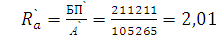 R̀ₐ = БП` / А` = 211211 / 105265 = 2,01